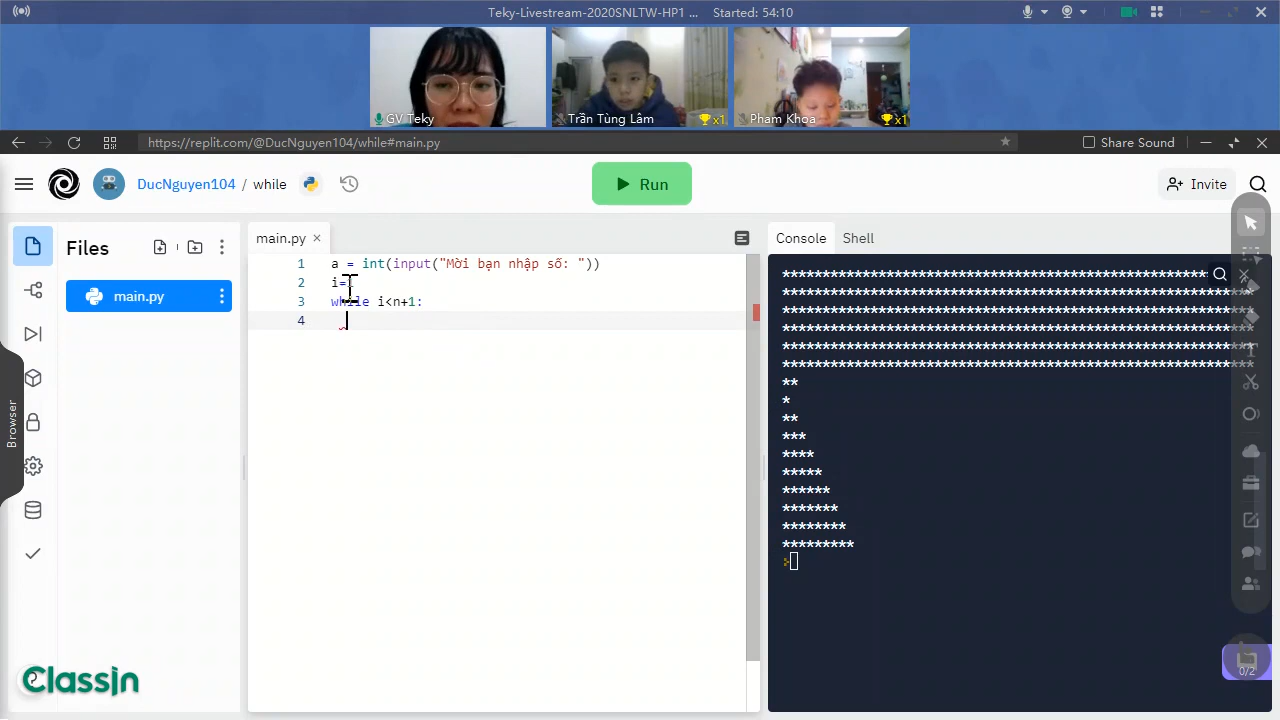 Teky-Livestream-2020SNLTW-HP1 ... Started: 54:10
GV Teky
Trần Tùng Lâm
x1
Pham Khoa
x1
https://replit.com/@DucNguyen104/while#main.py
Share Sound
DucNguyen104 / while
Run
Invite
Files
main.py
main.py ×
Console
Shell
1 a = int(input("Mời bạn nhập số: "))
2 i=
3 while i<n+1:
4
**
*
**
***
****
*****
******
*******
********
*********
Browser
ClassIn
0/2